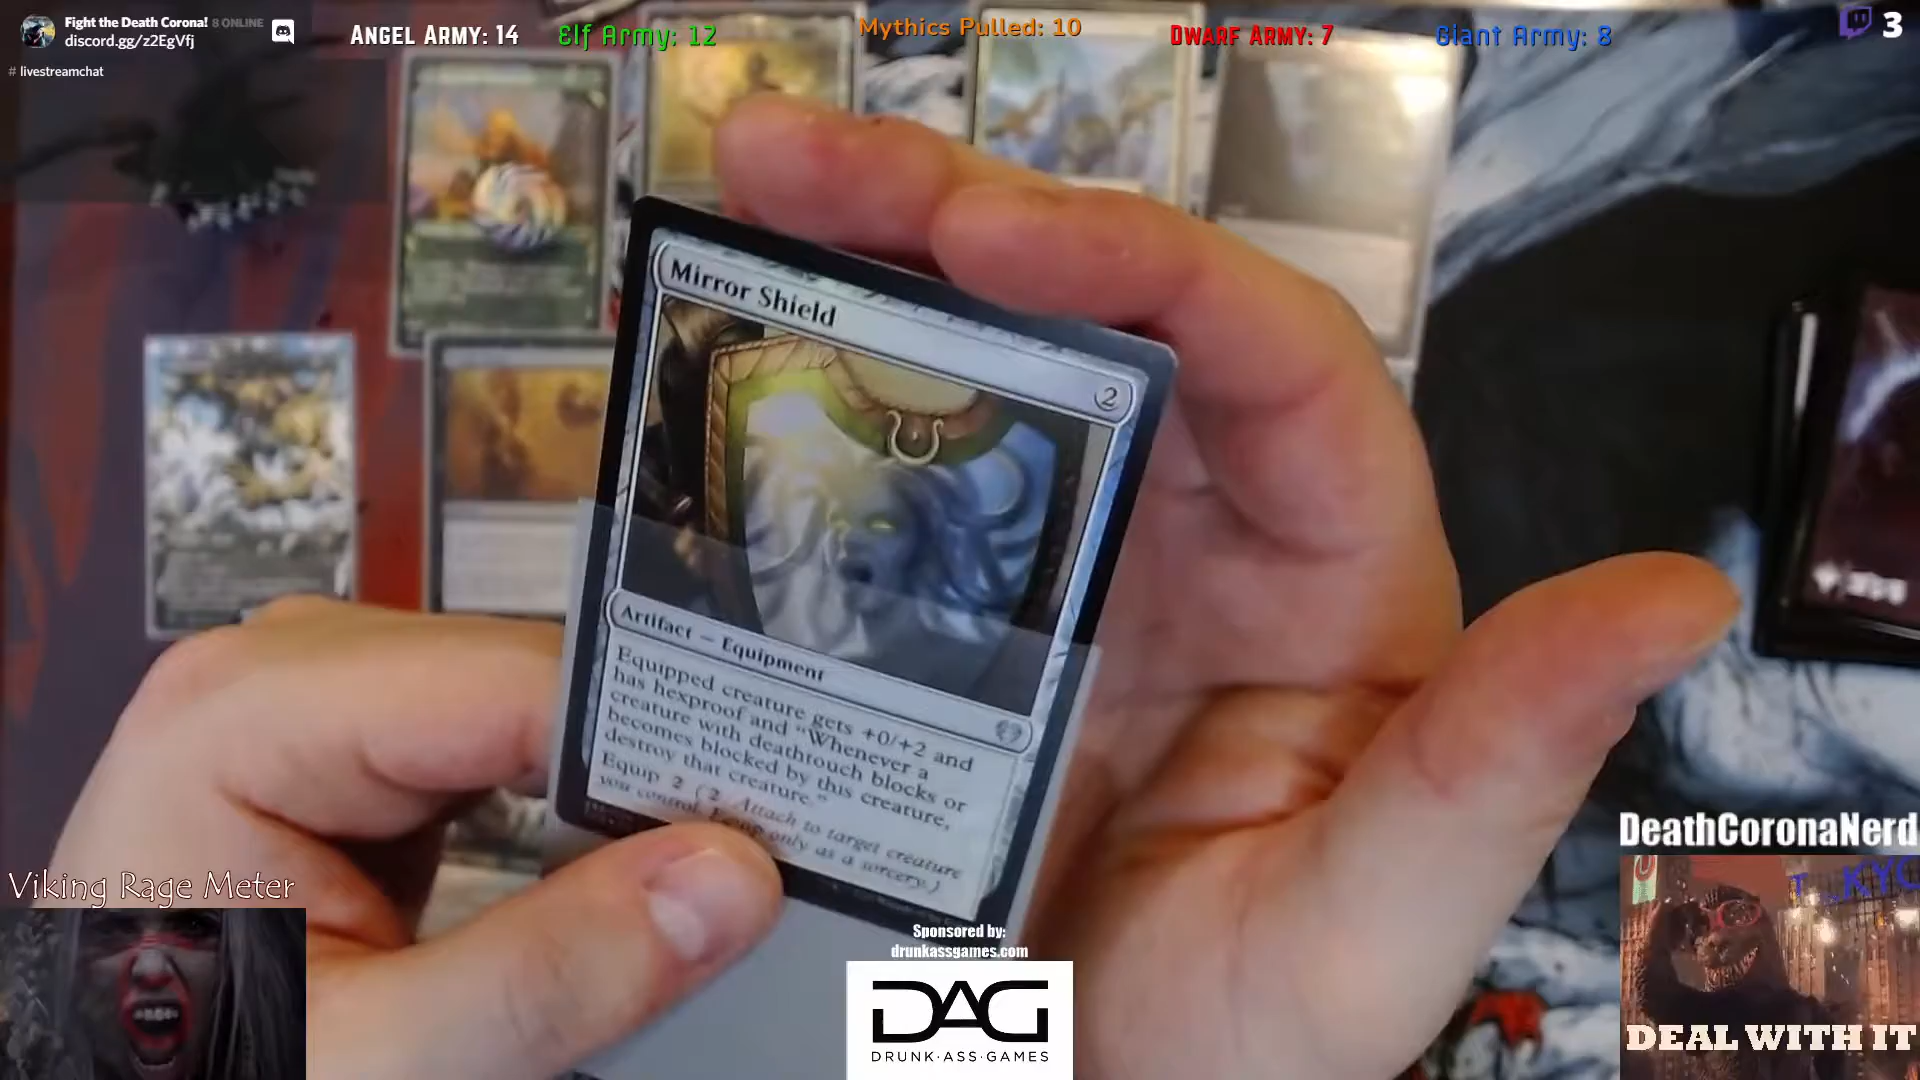 Fight the Death Corona! 8 ONLINE
discord.gg/z2EgVfj
# livestreamchat
ANGEL ARMY: 14
Elf Army: 12
Mythics Pulled: 10
Dwarf Army: 7
Giant Army: 8
3
Mirror Shield
2
Artifact — Equipment
Equipped creature gets +0/+2 and
has hexproof and "Whenever a
creature with deathtouch blocks or
becomes blocked by this creature,
destroy that creature."
Equip 2 (2 Attach to target creature
you control. Equip only as a sorcery.)
DeathCoronaNerd
Viking Rage Meter
Sponsored by:
drunkassgames.com
DAG
DRUNK·ASS·GAMES
DEAL WITH IT